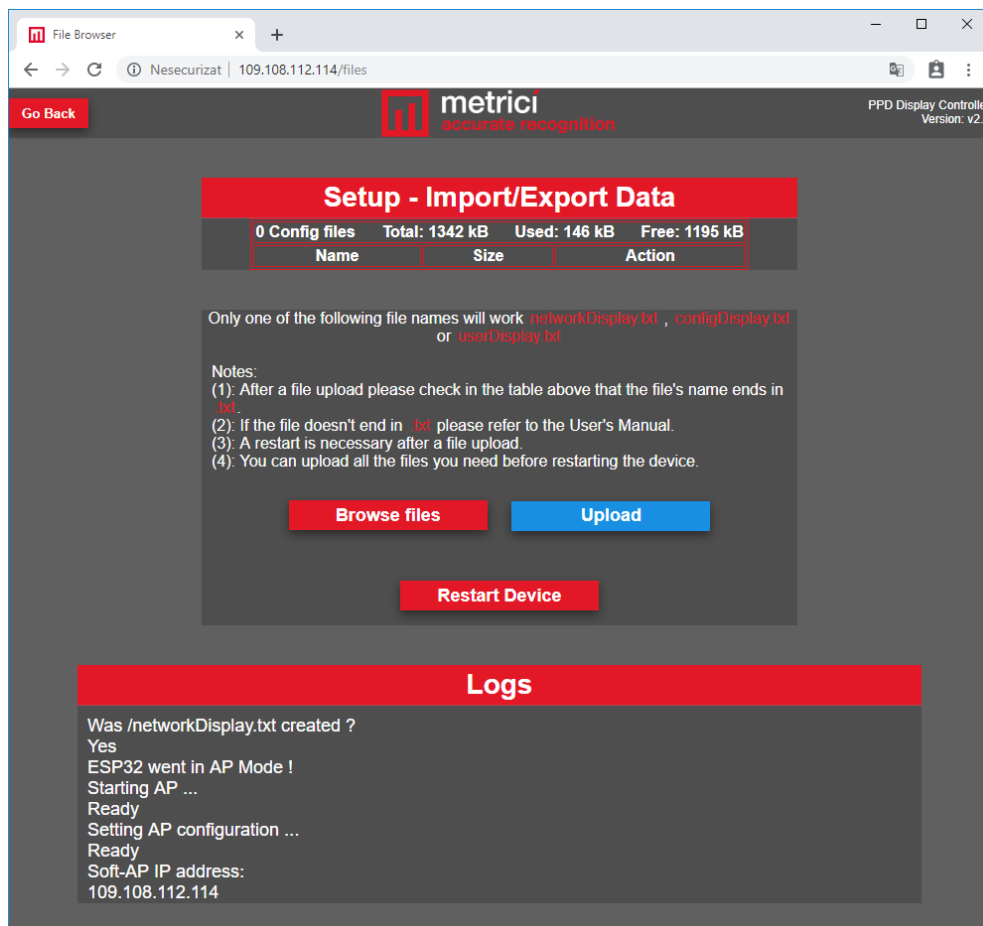 File Browser
Nesecurizat | 109.108.112.114/files
Go Back
metrici
accurate recognition
PPD Display Controlle
Version: v2.
Setup - Import/Export Data
0 Config files Total: 1342 kB Used: 146 kB Free: 1195 kB
Name Size Action
Only one of the following file names will work networkDisplay.txt , configDisplay.txt
or userDisplay.txt
Notes:
(1): After a file upload please check in the table above that the file's name ends in
.txt.
(2): If the file doesn't end in .txt please refer to the User's Manual.
(3): A restart is necessary after a file upload.
(4): You can upload all the files you need before restarting the device.
Browse files Upload
Restart Device
Logs
Was /networkDisplay.txt created ?
Yes
ESP32 went in AP Mode !
Starting AP ...
Ready
Setting AP configuration ...
Ready
Soft-AP IP address:
109.108.112.114